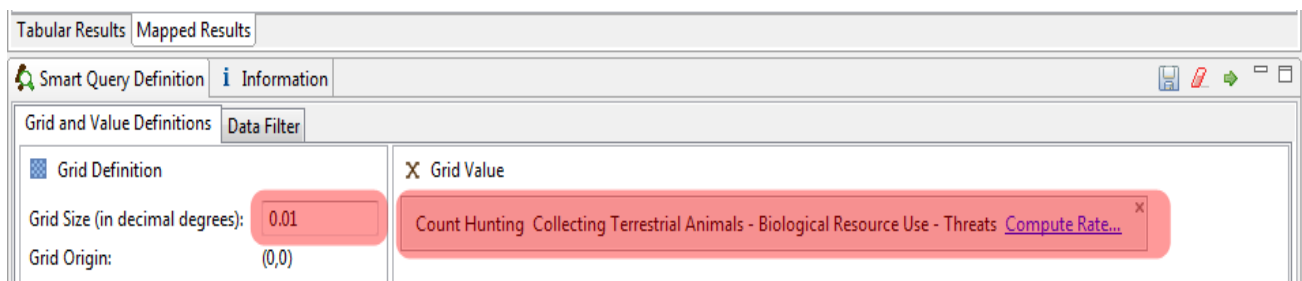 Tabular Results Mapped Results
Smart Query Definition i Information
Grid and Value Definitions Data Filter
Grid Definition
X Grid Value
Grid Size (in decimal degrees): 0.01
Count Hunting Collecting Terrestrial Animals - Biological Resource Use - Threats Compute Rate... x
Grid Origin: (0,0)